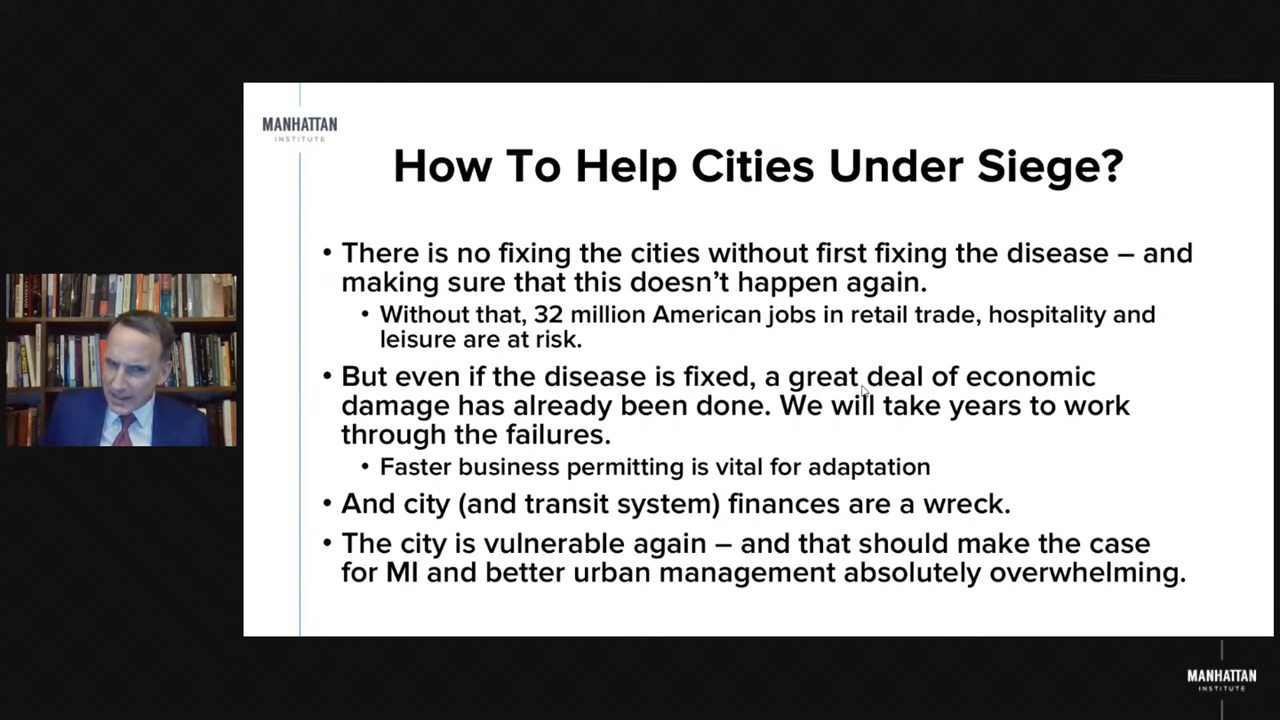 MANHATTAN
INSTITUTE
How To Help Cities Under Siege?
• There is no fixing the cities without first fixing the disease – and
making sure that this doesn’t happen again.
• Without that, 32 million American jobs in retail trade, hospitality and
leisure are at risk.
• But even if the disease is fixed, a great deal of economic
damage has already been done. We will take years to work
through the failures.
• Faster business permitting is vital for adaptation
• And city (and transit system) finances are a wreck.
• The city is vulnerable again – and that should make the case
for MI and better urban management absolutely overwhelming.
MANHATTAN
INSTITUTE